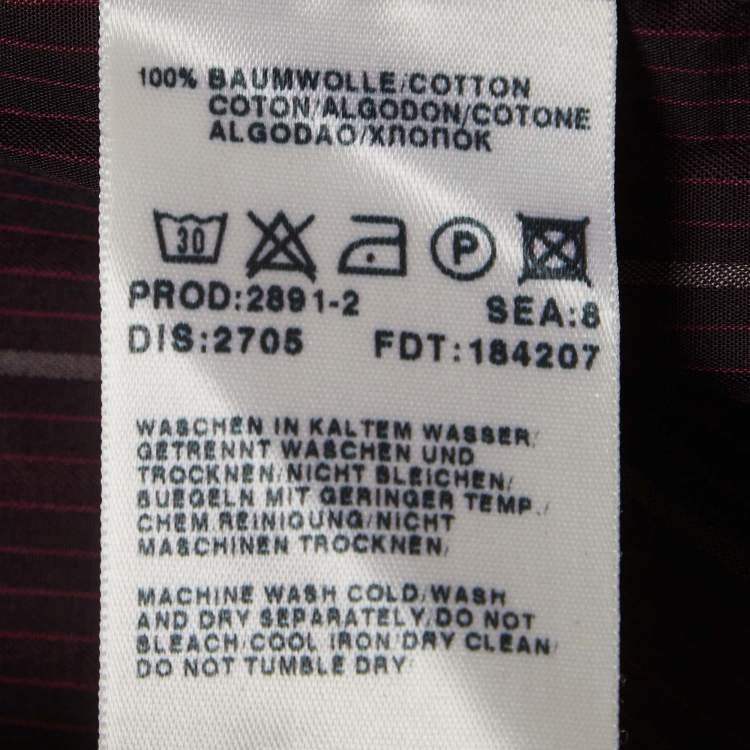 100% BAUMWOLLE/COTTON
COTON/ALGODON/COTONE
ALGODAO/ХЛОПОК
30 P
PROD:2891-2 SEA:8
DIS:2705 FDT:184207
WASCHEN IN KALTEM WASSER/
GETRENNT WASCHEN UND
TROCKNEN/NICHT BLEICHEN/
BUEGELN MIT GERINGER TEMP./
CHEM.REINIGUNG/NICHT
MASCHINEN TROCKNEN/
MACHINE WASH COLD/WASH
AND DRY SEPARATELY/DO NOT
BLEACH/COOL IRON/DRY CLEAN/
DO NOT TUMBLE DRY/